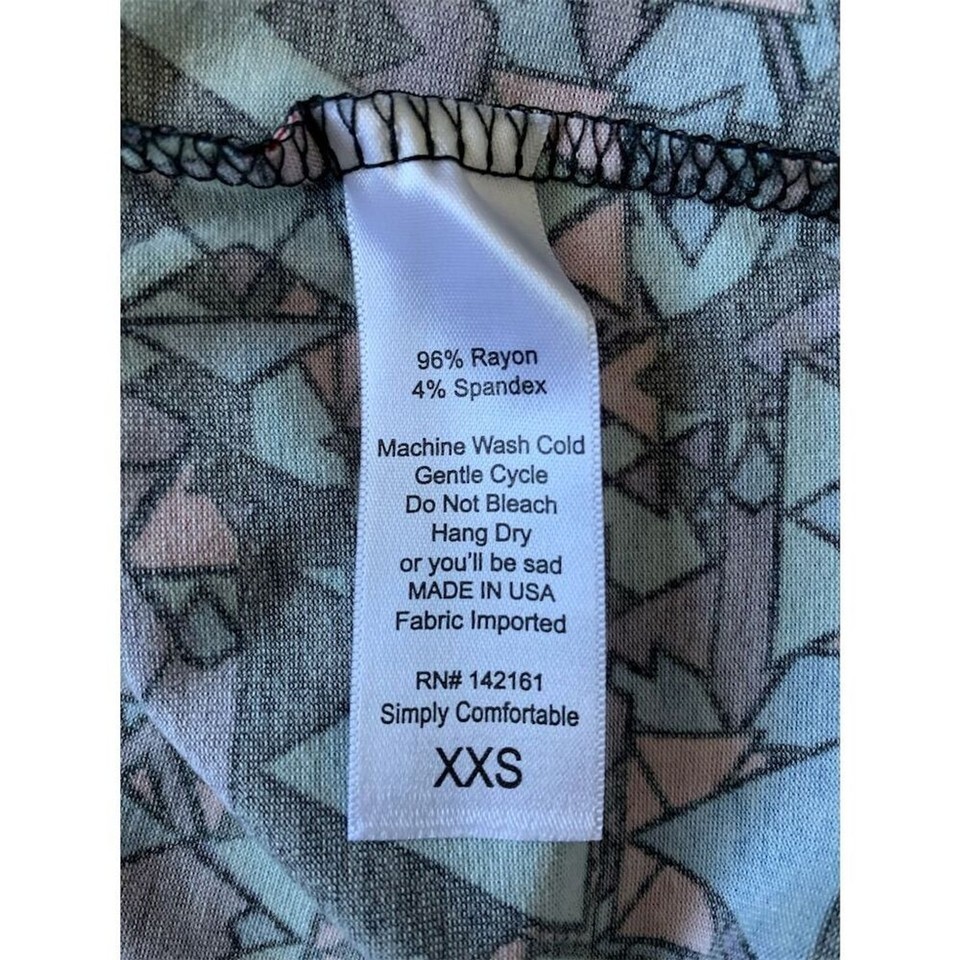 96% Rayon
4% Spandex
Machine Wash Cold
Gentle Cycle
Do Not Bleach
Hang Dry
or you'll be sad
MADE IN USA
Fabric Imported
RN# 142161
Simply Comfortable
XXS